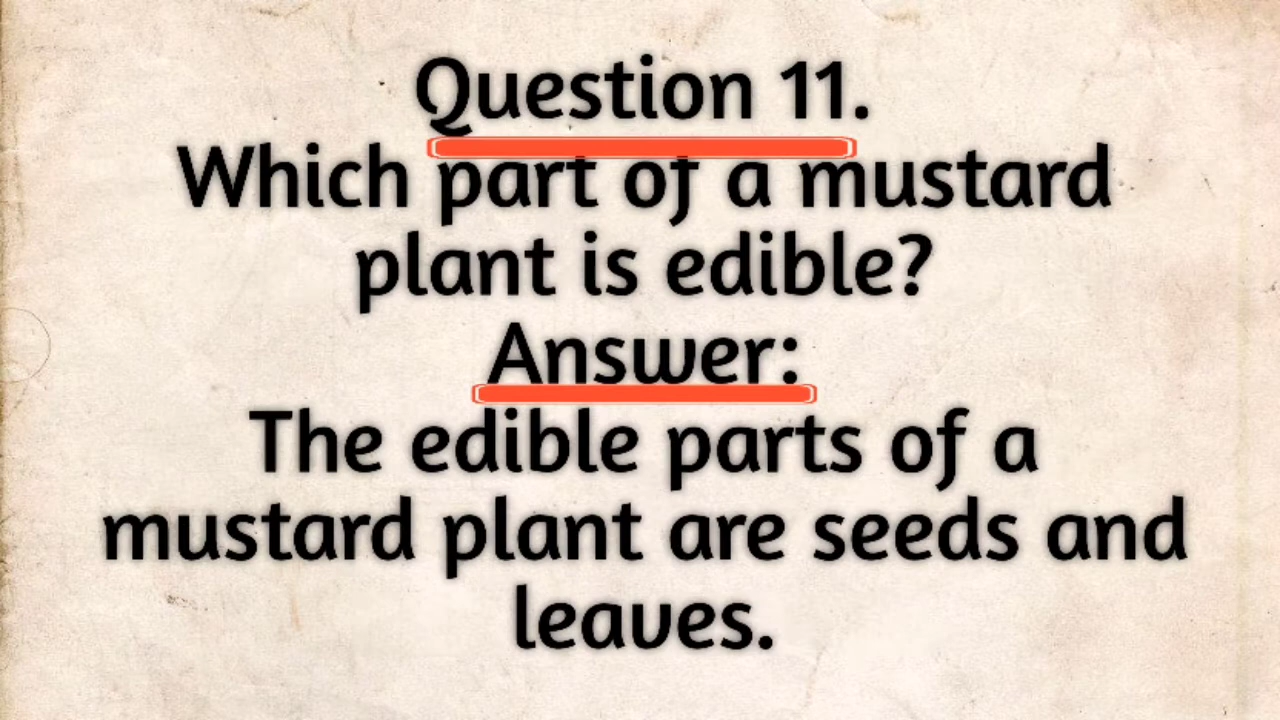 Question 11.
Which part of a mustard
plant is edible?
Answer:
The edible parts of a
mustard plant are seeds and
leaves.